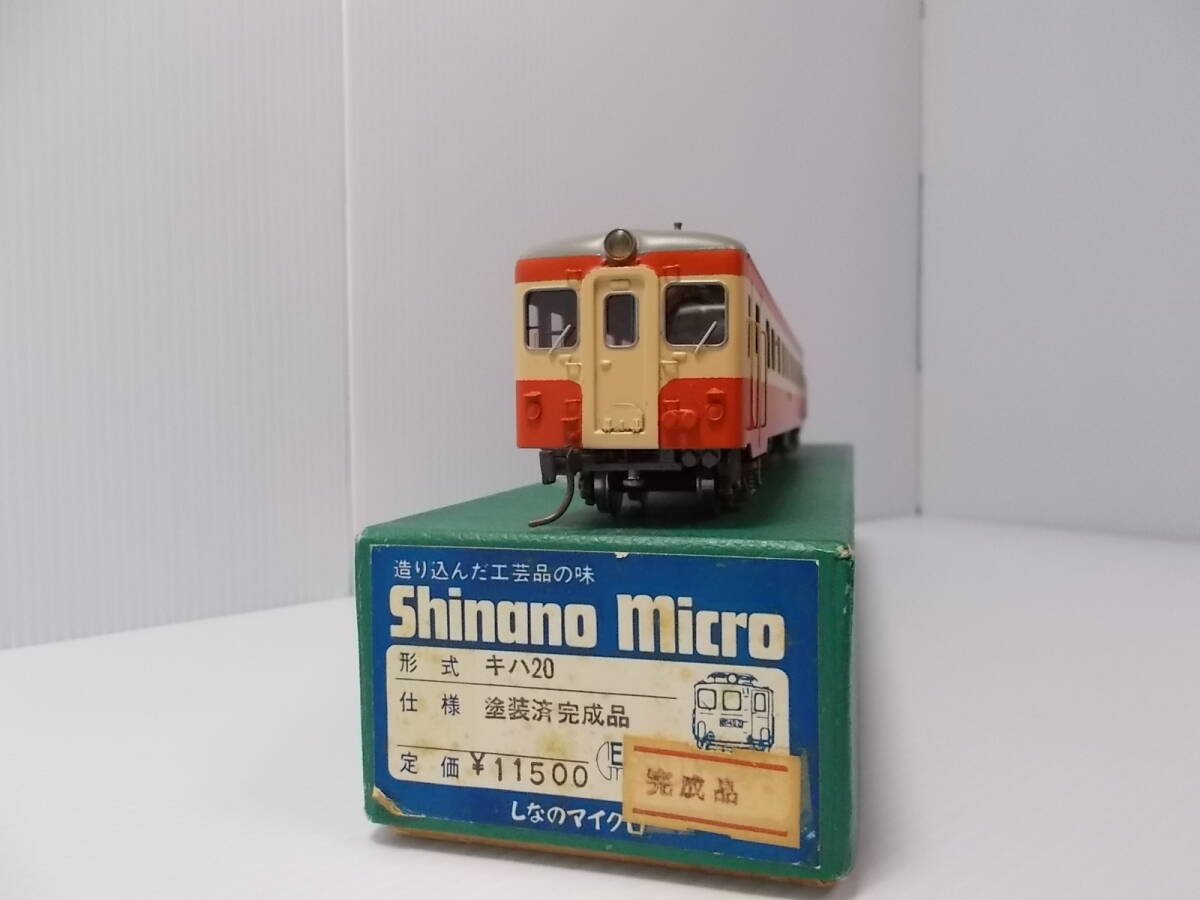 造り込んだ工芸品の味
Shinano Micro
形式 キハ20
仕様 塗装済完成品
定価 ¥11500
完成品
しなのマイクロ